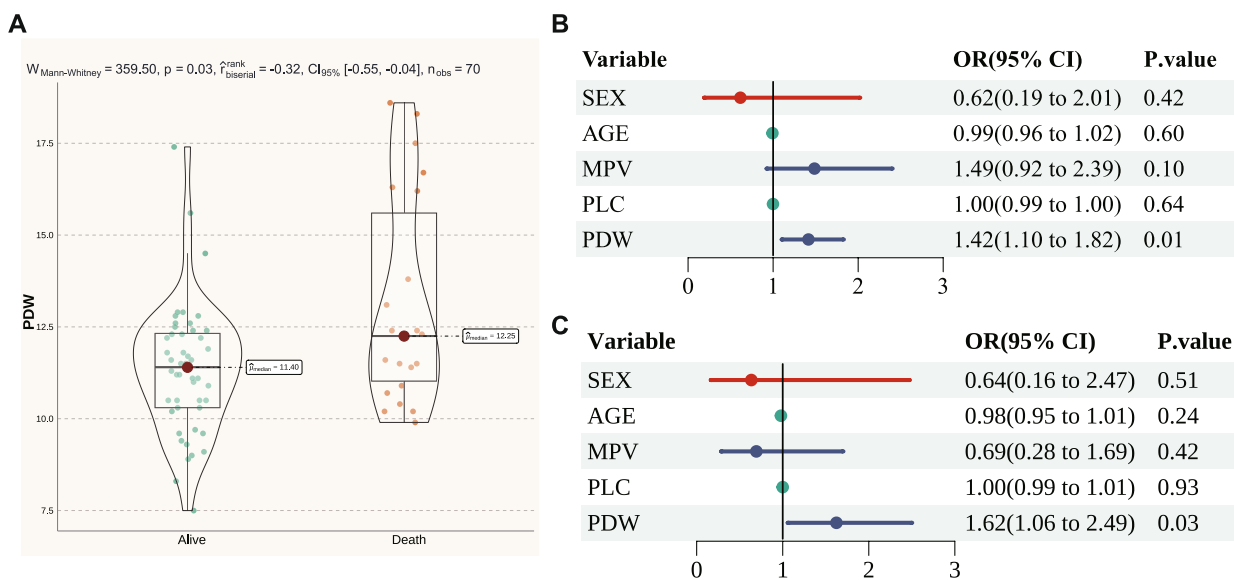 A
W Mann-Whitney = 359.50, p = 0.03, r̂ rank biserial = -0.32, CI 95% [-0.55, -0.04], n obs = 70
PDW
17.5
15.0
12.5
10.0
7.5
μ̂ median = 11.40
μ̂ median = 12.25
Alive Death
B
Variable OR(95% CI) P.value
SEX 0.62(0.19 to 2.01) 0.42
AGE 0.99(0.96 to 1.02) 0.60
MPV 1.49(0.92 to 2.39) 0.10
PLC 1.00(0.99 to 1.00) 0.64
PDW 1.42(1.10 to 1.82) 0.01
0 1 2 3
C
Variable OR(95% CI) P.value
SEX 0.64(0.16 to 2.47) 0.51
AGE 0.98(0.95 to 1.01) 0.24
MPV 0.69(0.28 to 1.69) 0.42
PLC 1.00(0.99 to 1.01) 0.93
PDW 1.62(1.06 to 2.49) 0.03
0 1 2 3